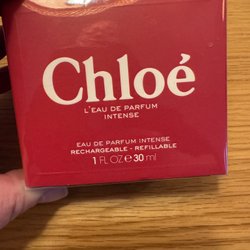 Chloé
L'EAU DE PARFUM
INTENSE
EAU DE PARFUM INTENSE
RECHARGEABLE - REFILLABLE
1 FL OZ ℮ 30 ml